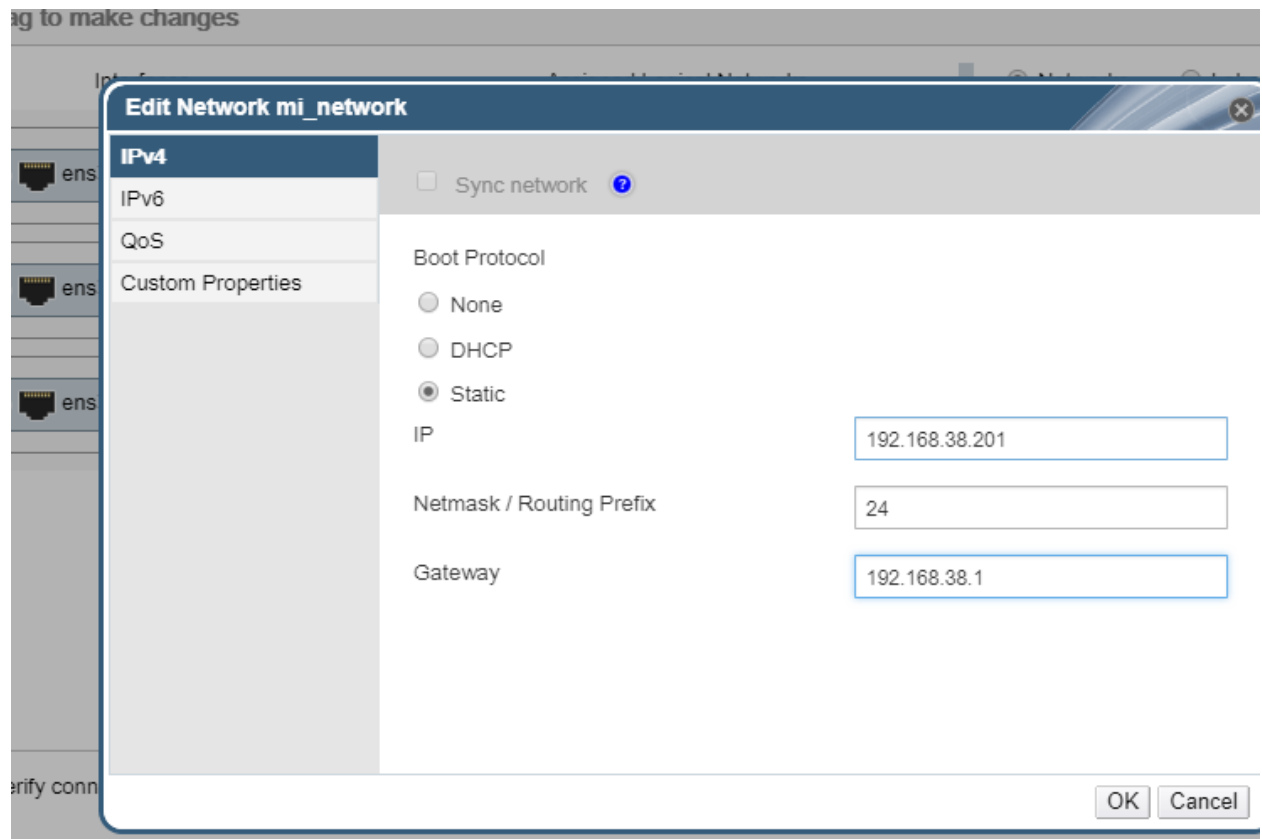 ag to make changes
Edit Network mi_network
IPv4
IPv6
QoS
Custom Properties
ens
ens
ens
Sync network ?
Boot Protocol
None
DHCP
Static
IP 192.168.38.201
Netmask / Routing Prefix 24
Gateway 192.168.38.1
erify conn
OK Cancel